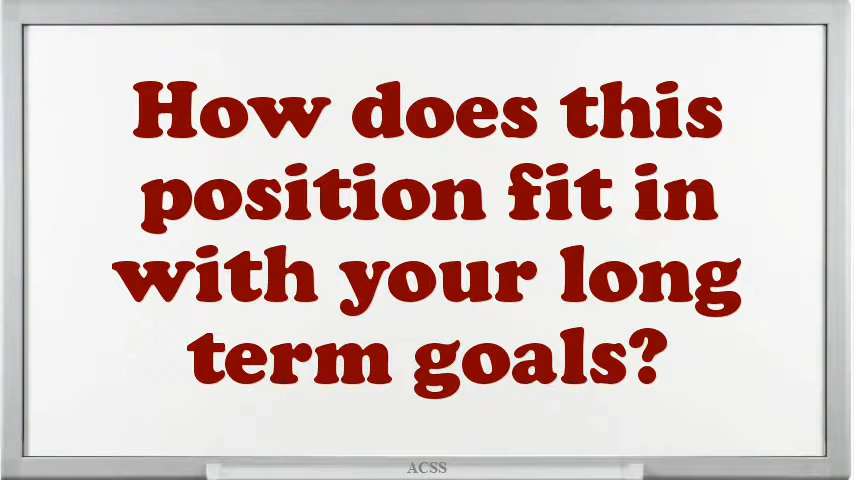 How does this
position fit in
with your long
term goals?
ACSS